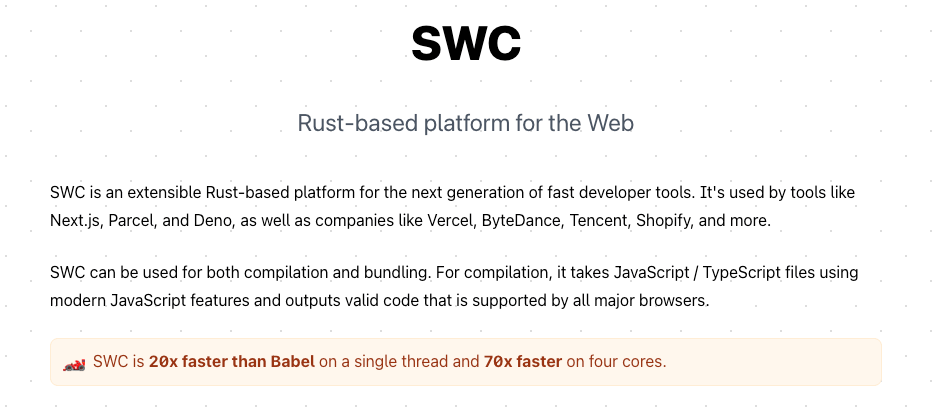 SWC
Rust-based platform for the Web
SWC is an extensible Rust-based platform for the next generation of fast developer tools. It's used by tools like
Next.js, Parcel, and Deno, as well as companies like Vercel, ByteDance, Tencent, Shopify, and more.
SWC can be used for both compilation and bundling. For compilation, it takes JavaScript / TypeScript files using
modern JavaScript features and outputs valid code that is supported by all major browsers.
SWC is 20x faster than Babel on a single thread and 70x faster on four cores.